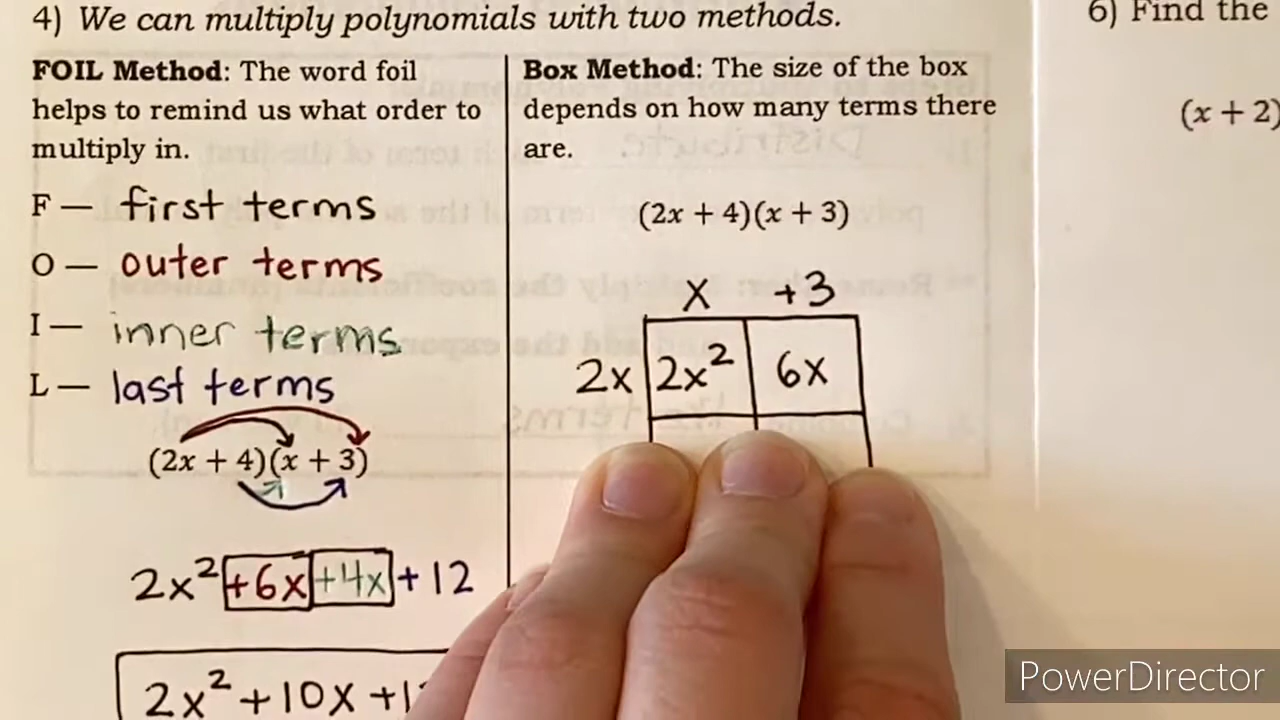 4) We can multiply polynomials with two methods.
FOIL Method: The word foil
helps to remind us what order to
multiply in.
F — first terms
O — outer terms
I — inner terms
L — last terms
(2x + 4)(x + 3)
2x² +6x +4x + 12
2x² + 10x +
Box Method: The size of the box
depends on how many terms there
are.
(2x + 4)(x + 3)
x +3
2x 2x² 6x
6) Find the
(x + 2)
PowerDirector